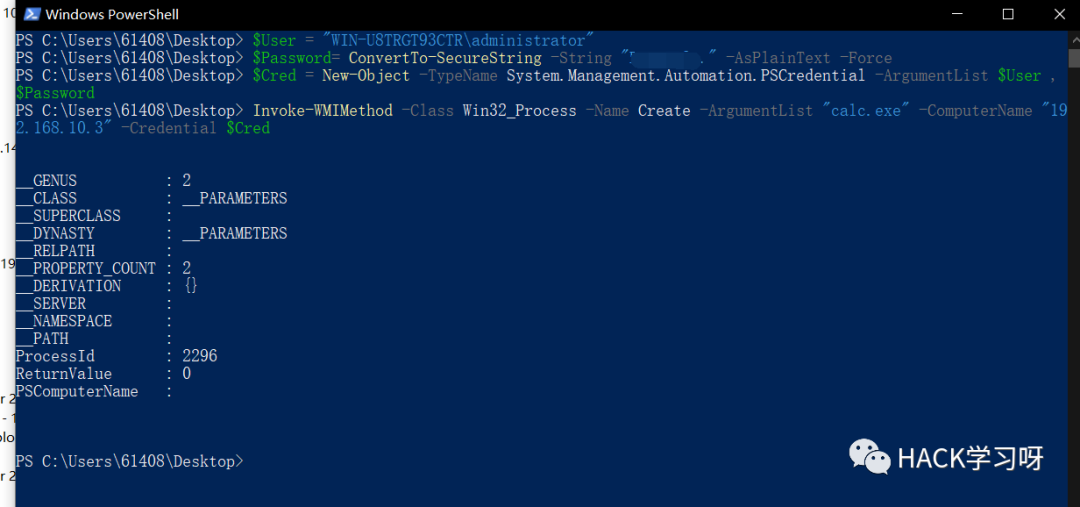 Windows PowerShell
PS C:\Users\61408\Desktop> $User = "WIN-U8TRGT93CTR\administrator"
PS C:\Users\61408\Desktop> $Password= ConvertTo-SecureString -String "." -AsPlainText -Force
PS C:\Users\61408\Desktop> $Cred = New-Object -TypeName System.Management.Automation.PSCredential -ArgumentList $User ,
$Password
PS C:\Users\61408\Desktop> Invoke-WMIMethod -Class Win32_Process -Name Create -ArgumentList "calc.exe" -ComputerName "19
2.168.10.3" -Credential $Cred
__GENUS : 2
__CLASS : __PARAMETERS
__SUPERCLASS :
__DYNASTY : __PARAMETERS
__RELPATH :
__PROPERTY_COUNT : 2
__DERIVATION : {}
__SERVER :
__NAMESPACE :
__PATH :
ProcessId : 2296
ReturnValue : 0
PSComputerName :
PS C:\Users\61408\Desktop>
HACK学习呀